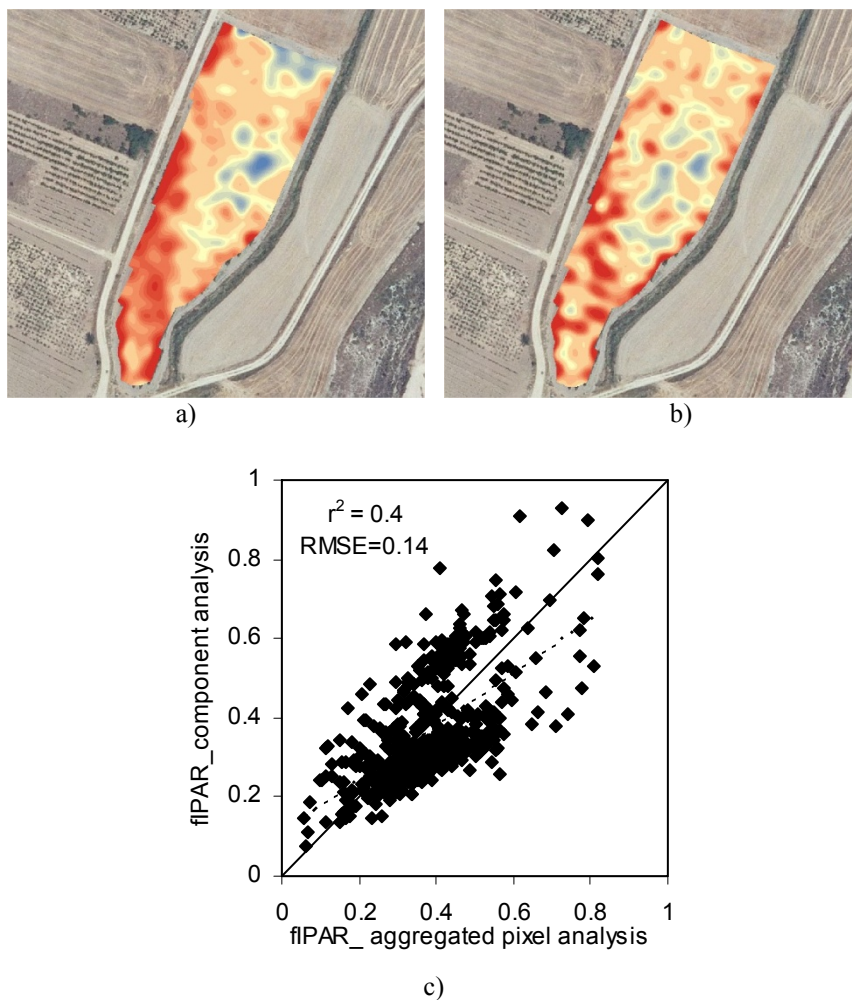 a)
b)
1
0.8
0.6
0.4
0.2
0
r² = 0.4
RMSE=0.14
fIPAR_component analysis
0 0.2 0.4 0.6 0.8 1
fIPAR_ aggregated pixel analysis
c)